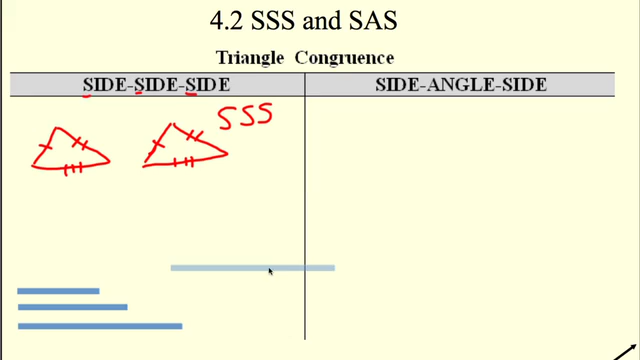 4.2 SSS and SAS
Triangle Congruence
SIDE-SIDE-SIDE
SIDE-ANGLE-SIDE
SSS